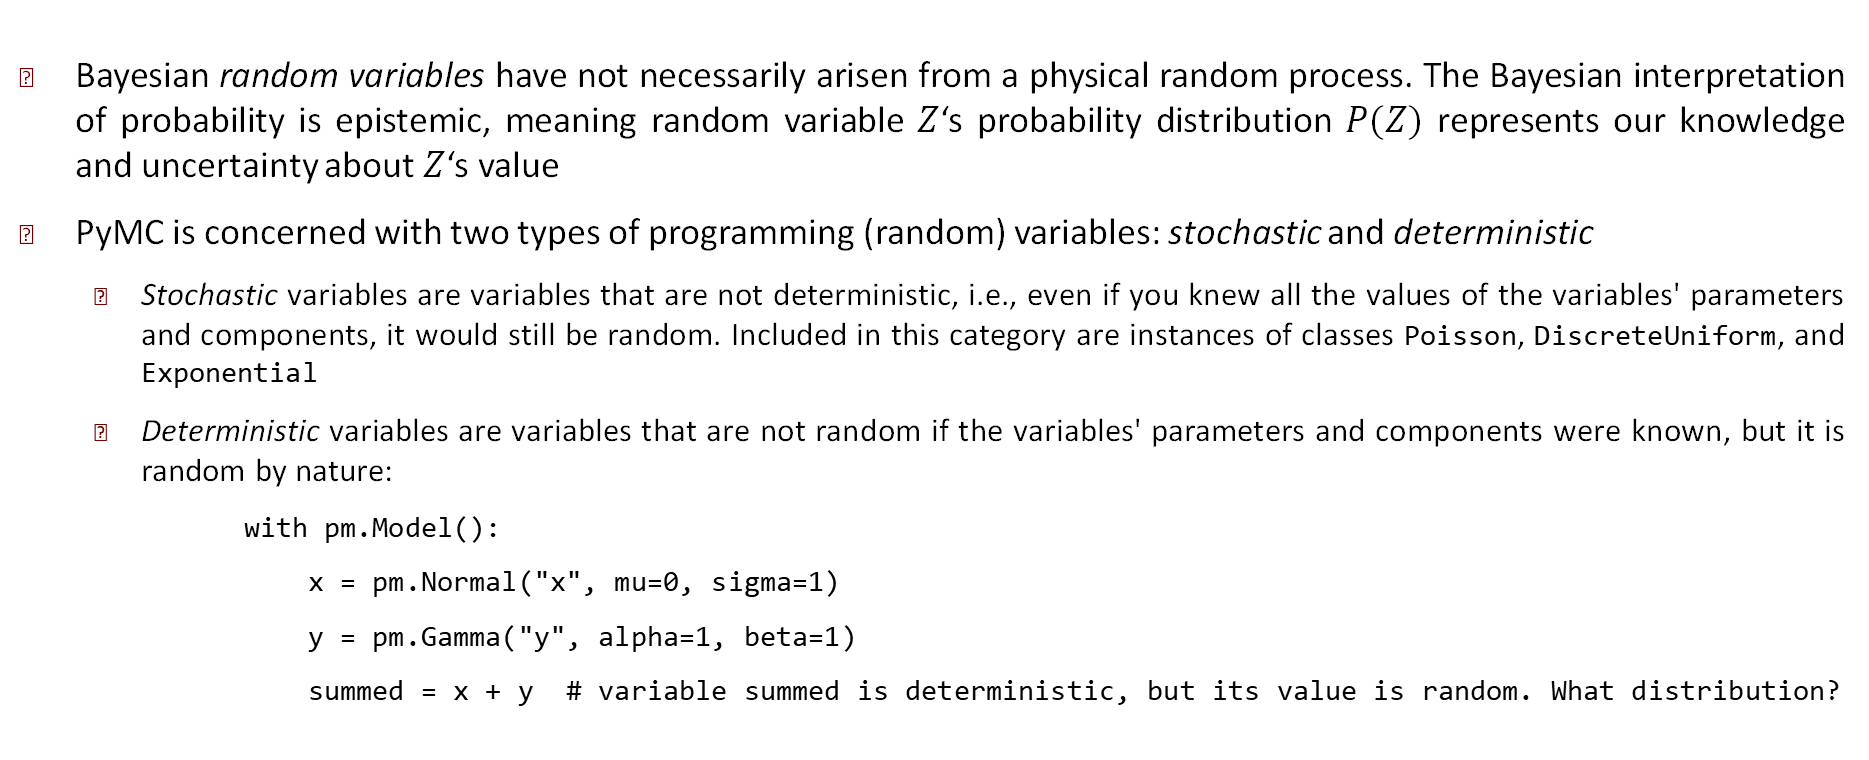 Bayesian random variables have not necessarily arisen from a physical random process. The Bayesian interpretation
of probability is epistemic, meaning random variable Z‘s probability distribution P(Z) represents our knowledge
and uncertainty about Z‘s value
PyMC is concerned with two types of programming (random) variables: stochastic and deterministic
Stochastic variables are variables that are not deterministic, i.e., even if you knew all the values of the variables' parameters
and components, it would still be random. Included in this category are instances of classes Poisson, DiscreteUniform, and
Exponential
Deterministic variables are variables that are not random if the variables' parameters and components were known, but it is
random by nature:
with pm.Model():
x = pm.Normal("x", mu=0, sigma=1)
y = pm.Gamma("y", alpha=1, beta=1)
summed = x + y # variable summed is deterministic, but its value is random. What distribution?